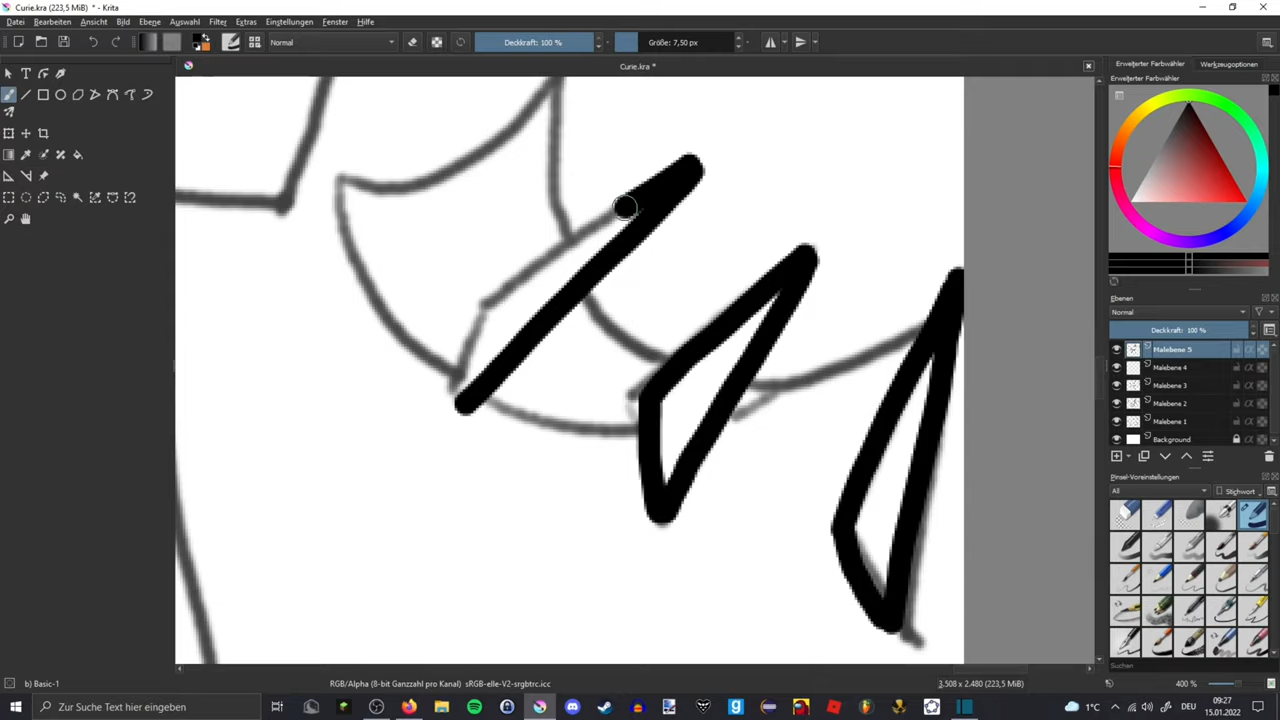 Curie.kra (223,5 MiB) * - Krita
Datei Bearbeiten Ansicht Bild Ebene Auswahl Filter Extras Einstellungen Fenster Hilfe
Normal Deckkraft: 100 % Größe: 7,50 px
Curie.kra *
Erweiterter Farbwähler Werkzeugoptionen
Erweiterter Farbwähler
Ebenen
Normal
Deckkraft: 100 %
Malebene 5
Malebene 4
Malebene 3
Malebene 2
Malebene 1
Background
Pinsel-Voreinstellungen
All Stichwort
Suchen
b) Basic-1 RGB/Alpha (8-bit Ganzzahl pro Kanal) sRGB-elle-V2-srgbtrc.icc 3.508 x 2.480 (223,5 MiB) 400 %
Zur Suche Text hier eingeben 1°C DEU 09:27
15.01.2022